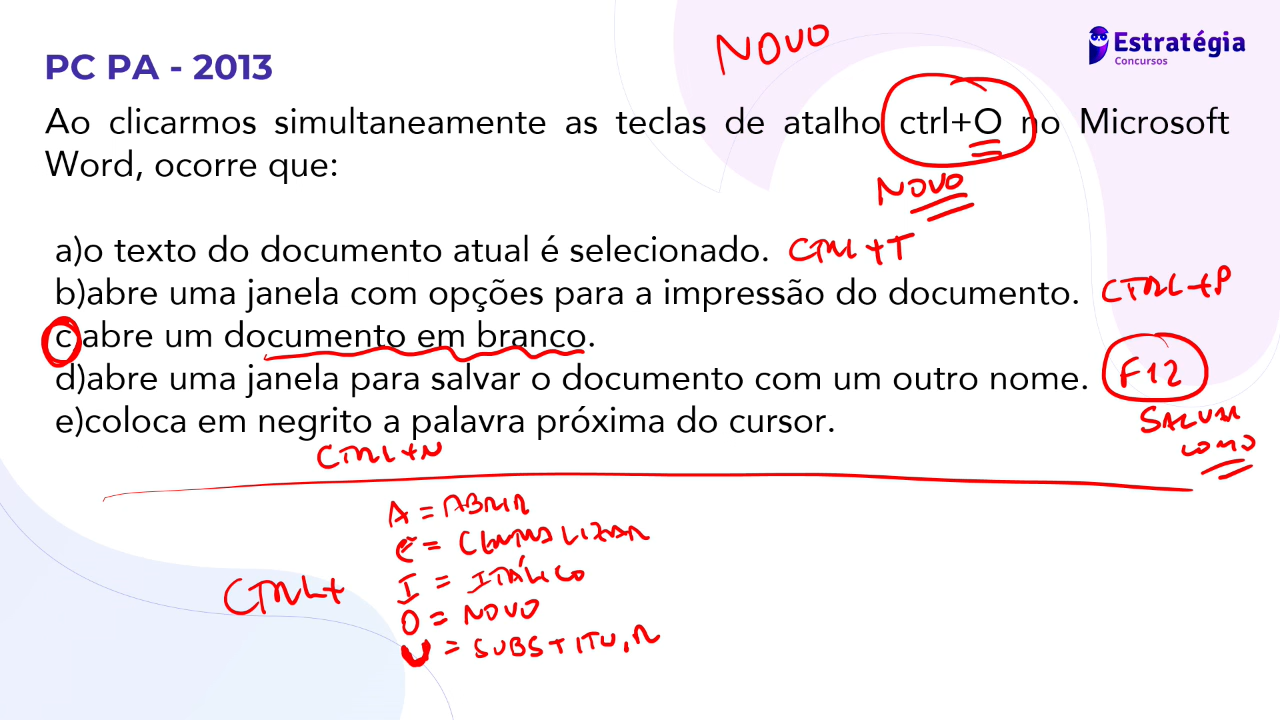 NOVO
Estratégia
Concursos
PC PA - 2013
Ao clicarmos simultaneamente as teclas de atalho ctrl+O no Microsoft
Word, ocorre que:
NOVO
a)o texto do documento atual é selecionado. CTRL+T
b)abre uma janela com opções para a impressão do documento. CTRL+P
c)abre um documento em branco.
d)abre uma janela para salvar o documento com um outro nome. F12
SALVAR
COMO
e)coloca em negrito a palavra próxima do cursor.
CTRL+N
A = ABRIR
E = CENTRALIZAR
I = ITÁLICO
CTRL+
O = NOVO
U = SUBSTITUIR